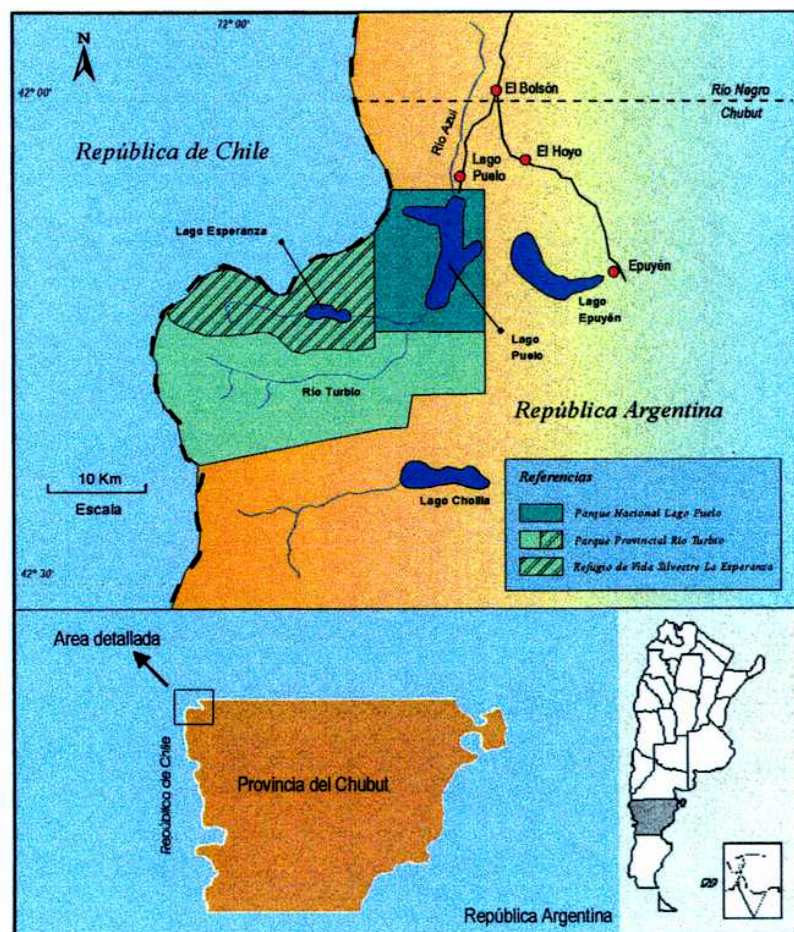 72° 00'
N
42° 00'
El Bolsón
Río Negro
Chubut
Río Azul
República de Chile
El Hoyo
Lago
Puelo
Lago Esperanza
Epuyén
Lago
Epuyén
Lago
Puelo
Río Turbio
República Argentina
10 Km
Escala
Lago Cholila
Referencias
Parque Nacional Lago Puelo
Parque Provincial Río Turbio
Refugio de Vida Silvestre La Esperanza
42° 30'
Area detallada
República de Chile
Provincia del Chubut
República Argentina